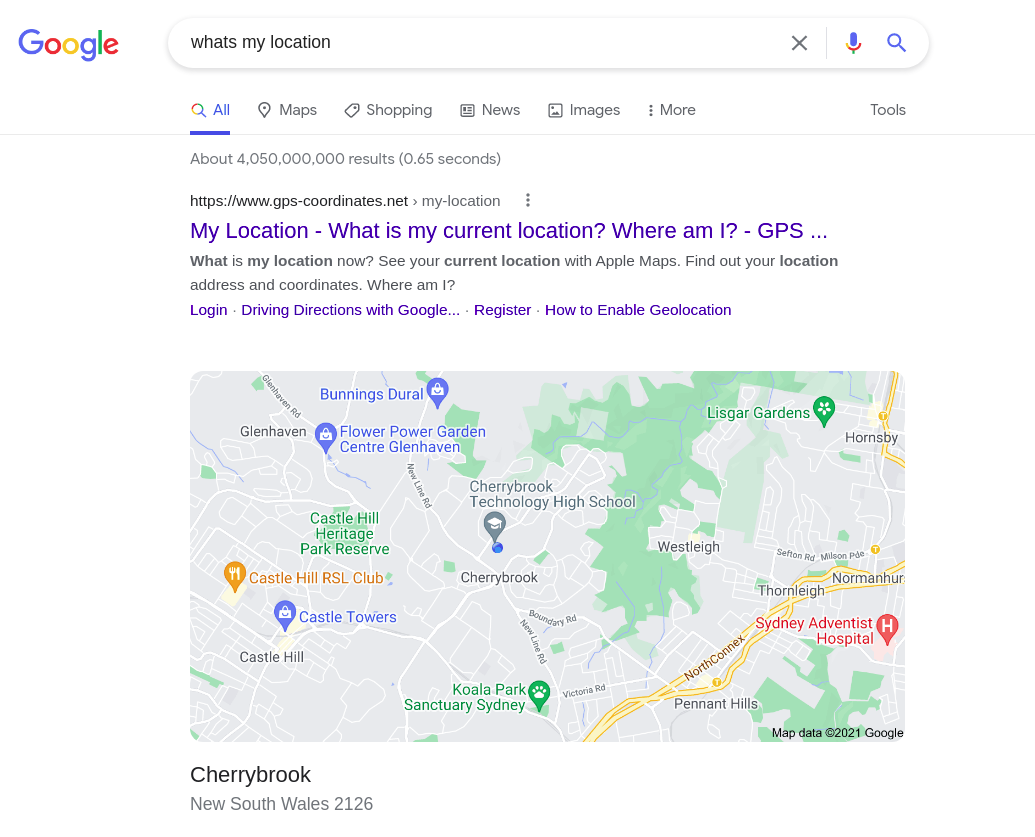 Google
whats my location
All
Maps
Shopping
News
Images
More
Tools
About 4,050,000,000 results (0.65 seconds)
https://www.gps-coordinates.net › my-location
My Location - What is my current location? Where am I? - GPS ...
What is my location now? See your current location with Apple Maps. Find out your location
address and coordinates. Where am I?
Login · Driving Directions with Google... · Register · How to Enable Geolocation
Glenhaven Rd
Bunnings Dural
Lisgar Gardens
Glenhaven
Flower Power Garden
Centre Glenhaven
Hornsby
New Line Rd
Cherrybrook
Technology High School
Castle Hill
Heritage
Park Reserve
Westleigh
Sefton Rd
Milson Pde
Castle Hill RSL Club
Cherrybrook
Normanhur
Thornleigh
Castle Towers
Boundary Rd
New Line Rd
Sydney Adventist
Hospital
H
NorthConnex
Castle Hill
Koala Park
Sanctuary Sydney
Victoria Rd
Pennant Hills
Map data ©2021 Google
Cherrybrook
New South Wales 2126